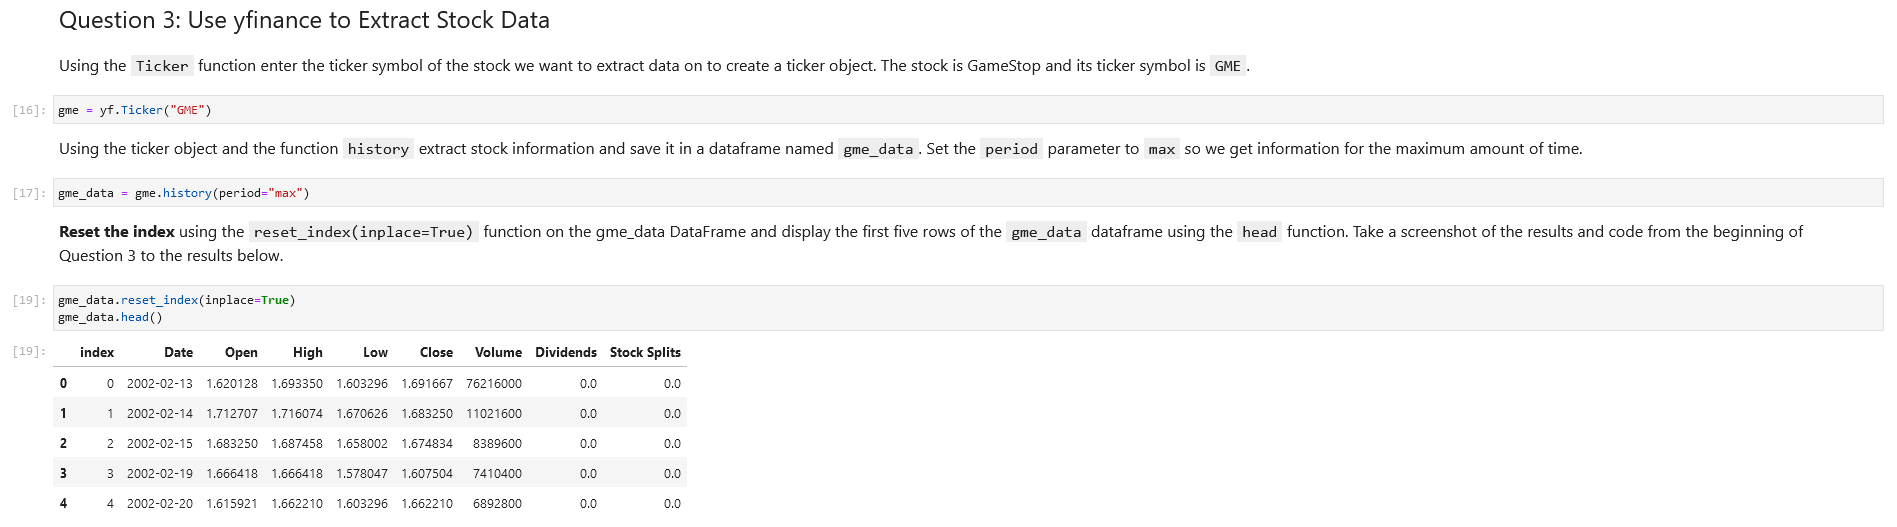 Question 3: Use yfinance to Extract Stock Data
Using the Ticker function enter the ticker symbol of the stock we want to extract data on to create a ticker object. The stock is GameStop and its ticker symbol is GME .
[16]: gme = yf.Ticker("GME")
Using the ticker object and the function history extract stock information and save it in a dataframe named gme_data . Set the period parameter to max so we get information for the maximum amount of time.
[17]: gme_data = gme.history(period="max")
Reset the index using the reset_index(inplace=True) function on the gme_data DataFrame and display the first five rows of the gme_data dataframe using the head function. Take a screenshot of the results and code from the beginning of
Question 3 to the results below.
[19]: gme_data.reset_index(inplace=True)
gme_data.head()
[19]: index Date Open High Low Close Volume Dividends Stock Splits
0 0 2002-02-13 1.620128 1.693350 1.603296 1.691667 76216000 0.0 0.0
1 1 2002-02-14 1.712707 1.716074 1.670626 1.683250 11021600 0.0 0.0
2 2 2002-02-15 1.683250 1.687458 1.658002 1.674834 8389600 0.0 0.0
3 3 2002-02-19 1.666418 1.666418 1.578047 1.607504 7410400 0.0 0.0
4 4 2002-02-20 1.615921 1.662210 1.603296 1.662210 6892800 0.0 0.0